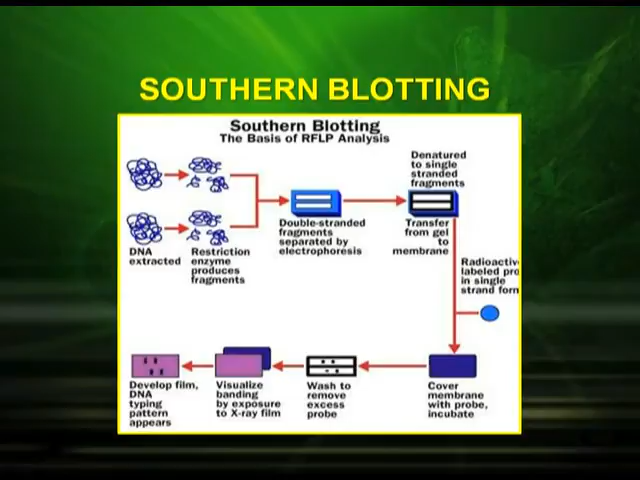 SOUTHERN BLOTTING
Southern Blotting
The Basis of RFLP Analysis
Denatured
to single
stranded
fragments
DNA
extracted
Restriction
enzyme
produces
fragments
Double-stranded
fragments
separated by
electrophoresis
Transfer
from gel
to
membrane
Radioactiv
labeled pro
in single
strand forn
Develop film,
DNA
typing
pattern
appears
Visualize
banding
by exposure
to X-ray film
Wash to
remove
excess
probe
Cover
membrane
with probe,
incubate